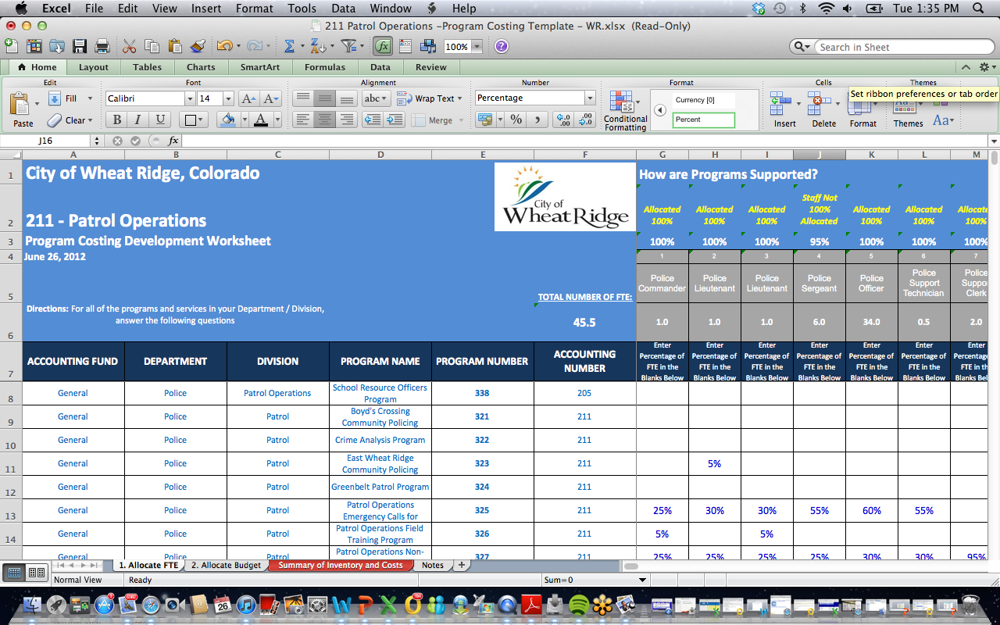 Excel File Edit View Insert Format Tools Data Window Help Tue 1:35 PM
211 Patrol Operations –Program Costing Template – WR.xlsx (Read-Only)
100% Search in Sheet
Home Layout Tables Charts SmartArt Formulas Data Review
Edit Font Alignment Number Format Cells Themes
Paste Fill Calibri 14 abc Wrap Text Percentage Currency [0] Set ribbon preferences or tab order
Clear B I U A Merge % Conditional Formatting Percent Insert Delete Format Themes Aa
J16 fx
A B C D E F G H I J K L M
1 City of Wheat Ridge, Colorado How are Programs Supported?
City of
Wheat Ridge
Allocated 100% Allocated 100% Allocated 100% Staff Not 100% Allocated Allocated 100% Allocated 100% Allocate 100%
2 211 - Patrol Operations
3 Program Costing Development Worksheet 100% 100% 100% 95% 100% 100% 100%
4 June 26, 2012 1 2 3 4 5 6 7
Police Commander Police Lieutenant Police Lieutenant Police Sergeant Police Officer Police Support Technician Police Suppo Clerk
5 TOTAL NUMBER OF FTE:
Directions: For all of the programs and services in your Department / Division,
answer the following questions
6 45.5 1.0 1.0 1.0 6.0 34.0 0.5 2.0
7 ACCOUNTING FUND DEPARTMENT DIVISION PROGRAM NAME PROGRAM NUMBER ACCOUNTING NUMBER Enter Percentage of FTE in the Blanks Below Enter Percentage of FTE in the Blanks Below Enter Percentage of FTE in the Blanks Below Enter Percentage of FTE in the Blanks Below Enter Percentage of FTE in the Blanks Below Enter Percentage of FTE in the Blanks Below Enter Percentag FTE in th Blanks Bel
8 General Police Patrol Operations School Resource Officers Program 338 205
9 General Police Patrol Boyd's Crossing Community Policing 321 211
10 General Police Patrol Crime Analysis Program 322 211
11 General Police Patrol East Wheat Ridge Community Policing 323 211 5%
12 General Police Patrol Greenbelt Patrol Program 324 211
13 General Police Patrol Patrol Operations Emergency Calls for 325 211 25% 30% 30% 55% 60% 55%
14 General Police Patrol Patrol Operations Field Training Program 326 211 5% 5%
General Police Patrol Patrol Operations Non- 327 211 25% 25% 25% 25% 30% 30% 95%
1. Allocate FTE 2. Allocate Budget Summary of Inventory and Costs Notes +
Normal View Ready Sum=0
26